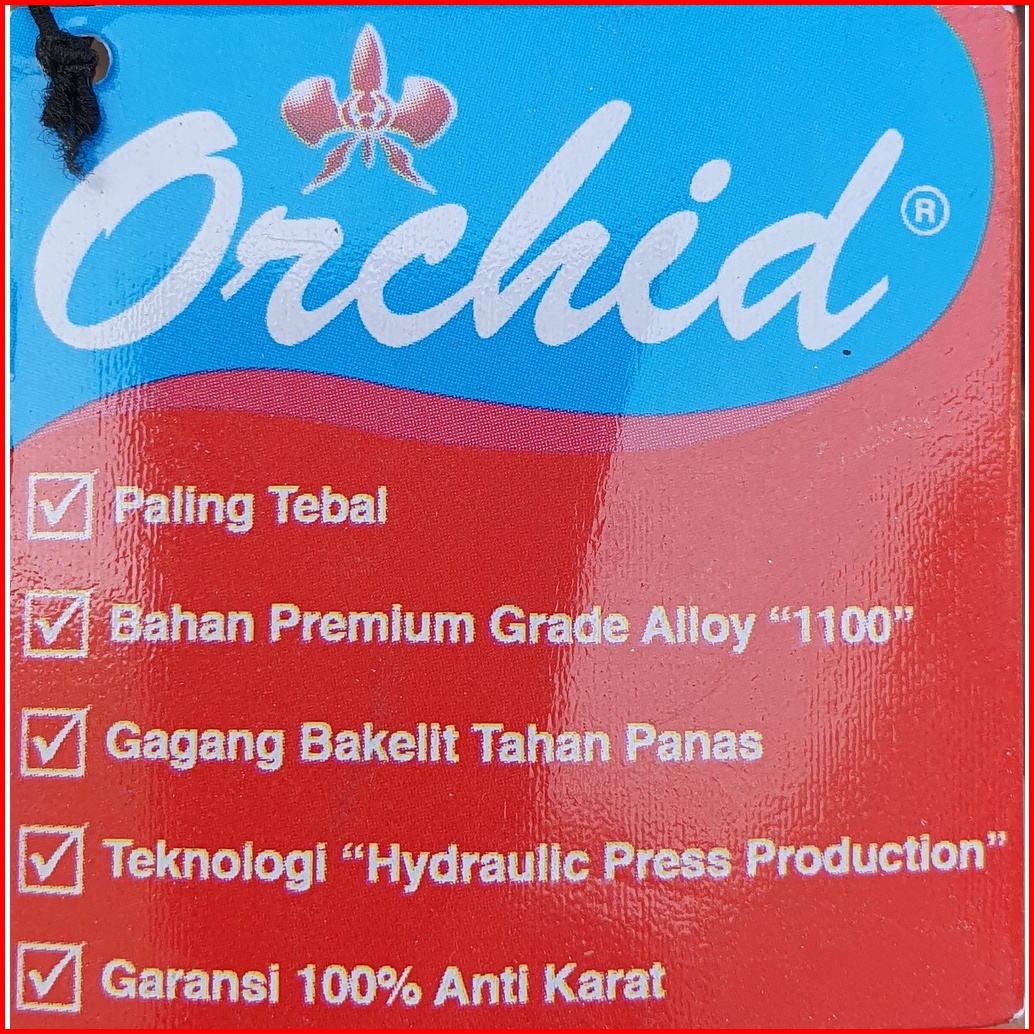 Orchid ®
Paling Tebal
Bahan Premium Grade Alloy “1100”
Gagang Bakelit Tahan Panas
Teknologi “Hydraulic Press Production”
Garansi 100% Anti Karat